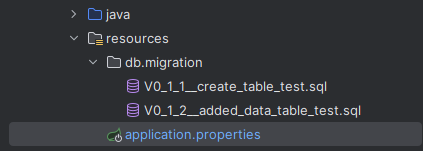 java
resources
db.migration
V0_1_1__create_table_test.sql
V0_1_2__added_data_table_test.sql
application.properties